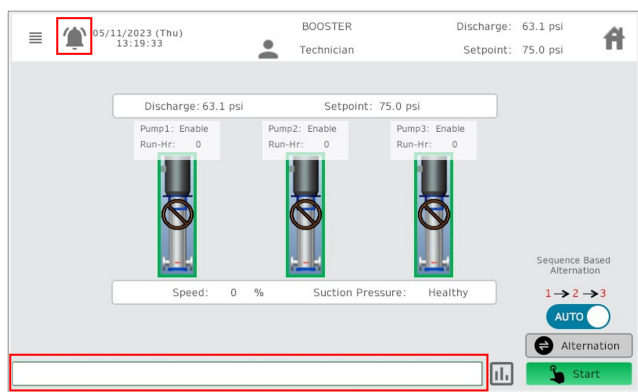 05/11/2023 (Thu)
13:19:33
BOOSTER
Technician
Discharge: 63.1 psi
Setpoint: 75.0 psi
Discharge: 63.1 psi Setpoint: 75.0 psi
Pump1: Enable
Run-Hr: 0
Pump2: Enable
Run-Hr: 0
Pump3: Enable
Run-Hr: 0
Speed: 0 % Suction Pressure: Healthy
Sequence Based
Alternation
1→2→3
AUTO
Alternation
Start